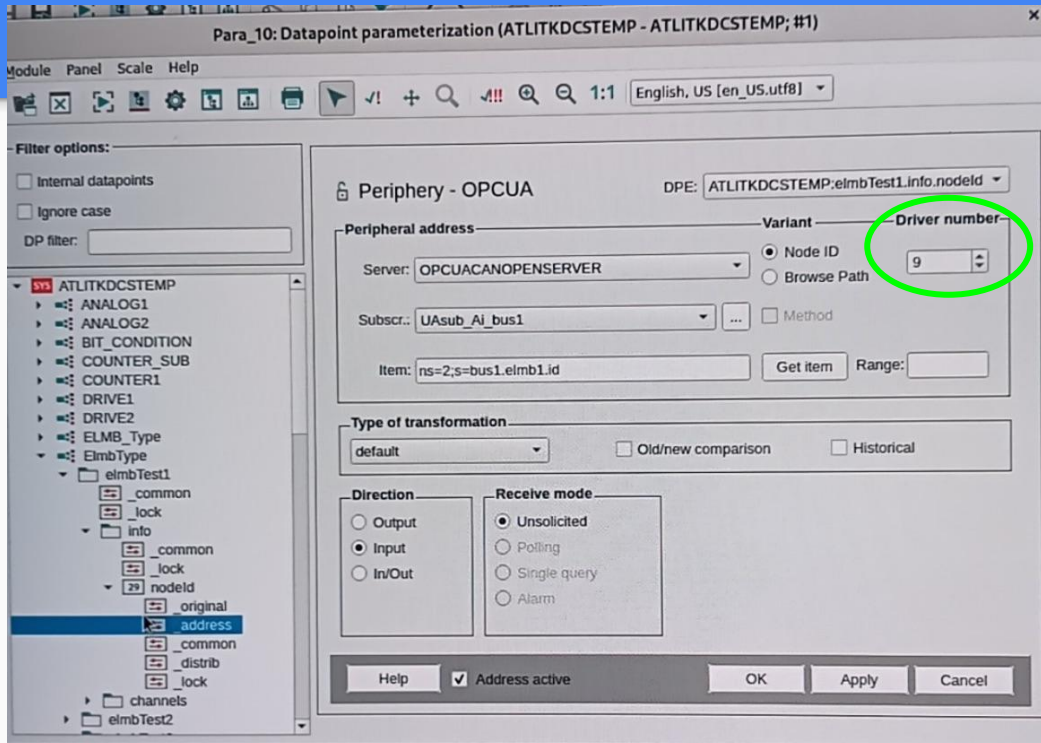 Para_10: Datapoint parameterization (ATLITKDCSTEMP - ATLITKDCSTEMP; #1)
Module Panel Scale Help
1:1 English, US [en_US.utf8]
Filter options:
Internal datapoints
Ignore case
DP filter:
SYS ATLITKDCSTEMP
ANALOG1
ANALOG2
BIT_CONDITION
COUNTER_SUB
COUNTER1
DRIVE1
DRIVE2
ELMB_Type
ElmbType
elmbTest1
_common
_lock
info
_common
_lock
29 nodeId
_original
_address
_common
_distrib
_lock
channels
elmbTest2
Periphery - OPCUA
DPE: ATLITKDCSTEMP:elmbTest1.info.nodeId
Peripheral address
Server: OPCUACANOPENSERVER
Subscr.: UAsub_Ai_bus1
...
Item: ns=2;s=bus1.elmb1.id
Get item
Range:
Variant
Node ID
Browse Path
Method
Driver number
9
Type of transformation
default
Old/new comparison
Historical
Direction
Output
Input
In/Out
Receive mode
Unsolicited
Polling
Single query
Alarm
Help
Address active
OK
Apply
Cancel